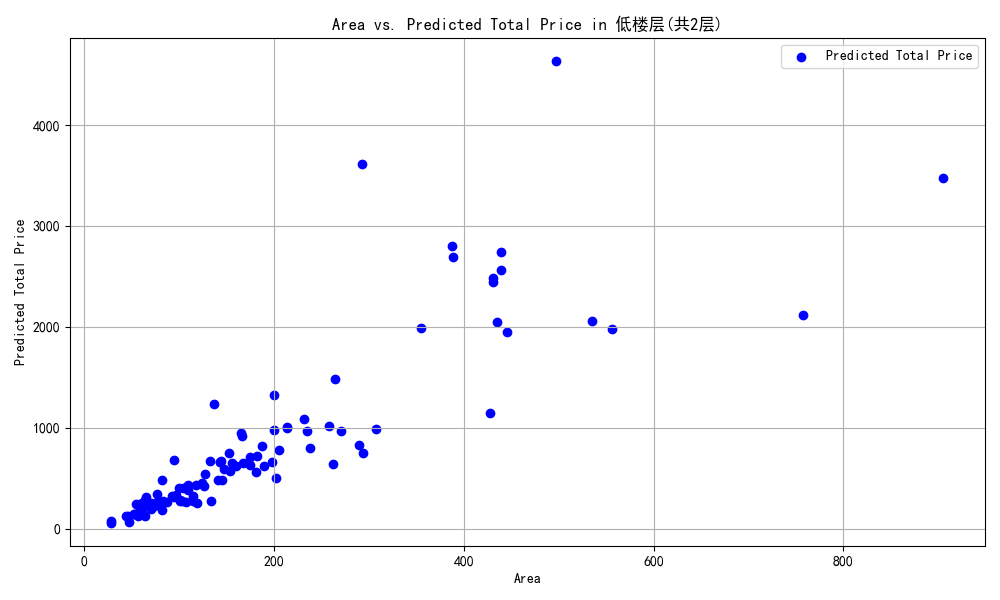 Area vs. Predicted Total Price in 低楼层(共2层)
Predicted Total Price
Predicted Total Price
4000
3000
2000
1000
0
0 200 400 600 800
Area